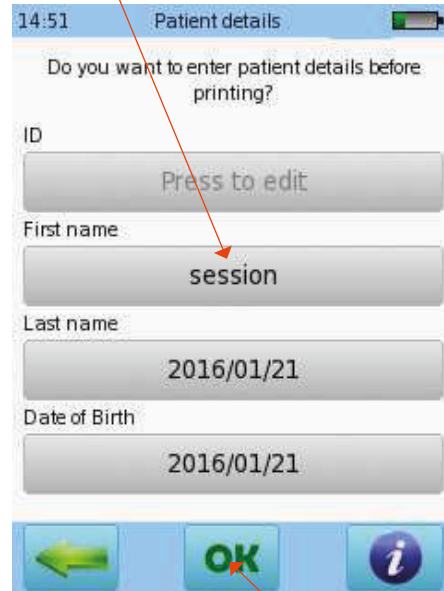 14:51 Patient details
Do you want to enter patient details before
printing?
ID
Press to edit
First name
session
Last name
2016/01/21
Date of Birth
2016/01/21
OK i